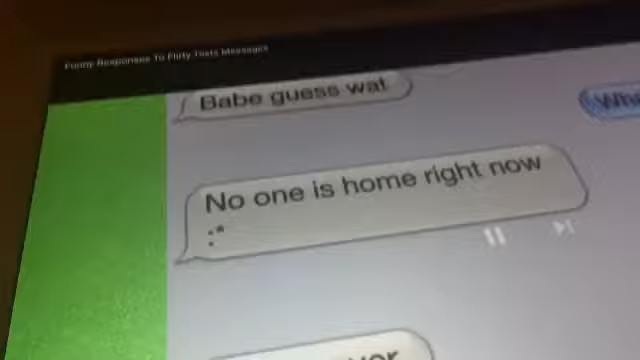 Funny Responses To Flirty Texts Messages
Babe guess wat
No one is home right now
:*